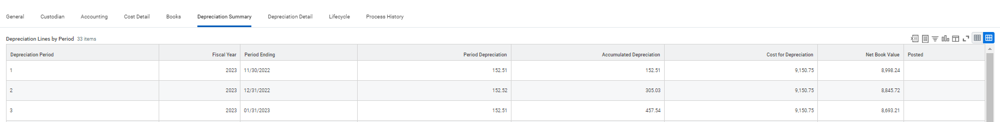 General Custodian Accounting Cost Detail Books Depreciation Summary Depreciation Detail Lifecycle Process History
Depreciation Lines by Period 33 items
Depreciation Period Fiscal Year Period Ending Period Depreciation Accumulated Depreciation Cost for Depreciation Net Book Value Posted
1 2023 11/30/2022 152.51 152.51 9,150.75 8,998.24
2 2023 12/31/2022 152.52 305.03 9,150.75 8,845.72
3 2023 01/31/2023 152.51 457.54 9,150.75 8,693.21